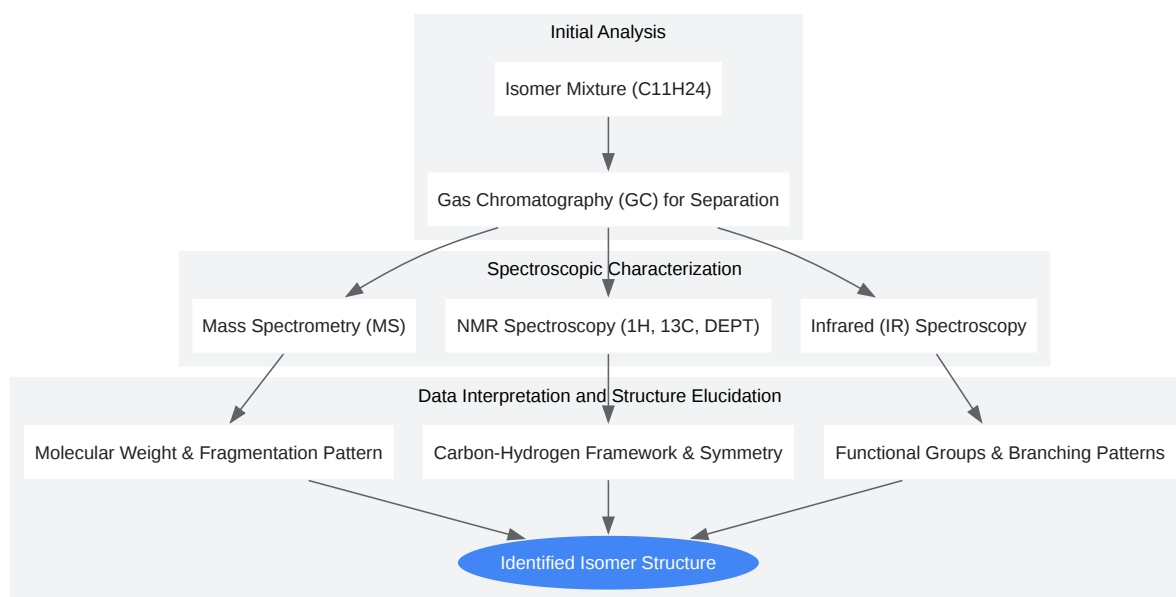 Initial Analysis
Isomer Mixture (C11H24)
Gas Chromatography (GC) for Separation
Spectroscopic Characterization
Mass Spectrometry (MS)
NMR Spectroscopy (1H, 13C, DEPT)
Infrared (IR) Spectroscopy
Data Interpretation and Structure Elucidation
Molecular Weight & Fragmentation Pattern
Carbon-Hydrogen Framework & Symmetry
Functional Groups & Branching Patterns
Identified Isomer Structure